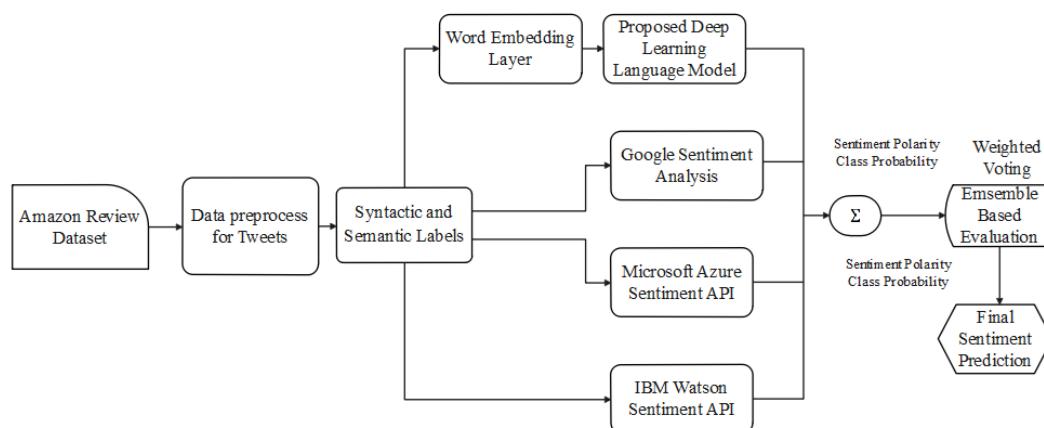 Amazon Review
Dataset
Data preprocess
for Tweets
Syntactic and
Semantic Labels
Word Embedding
Layer
Proposed Deep
Learning
Language Model
Google Sentiment
Analysis
Microsoft Azure
Sentiment API
IBM Watson
Sentiment API
Σ
Sentiment Polarity
Class Probability
Sentiment Polarity
Class Probability
Weighted
Voting
Emsemble
Based
Evaluation
Final
Sentiment
Prediction